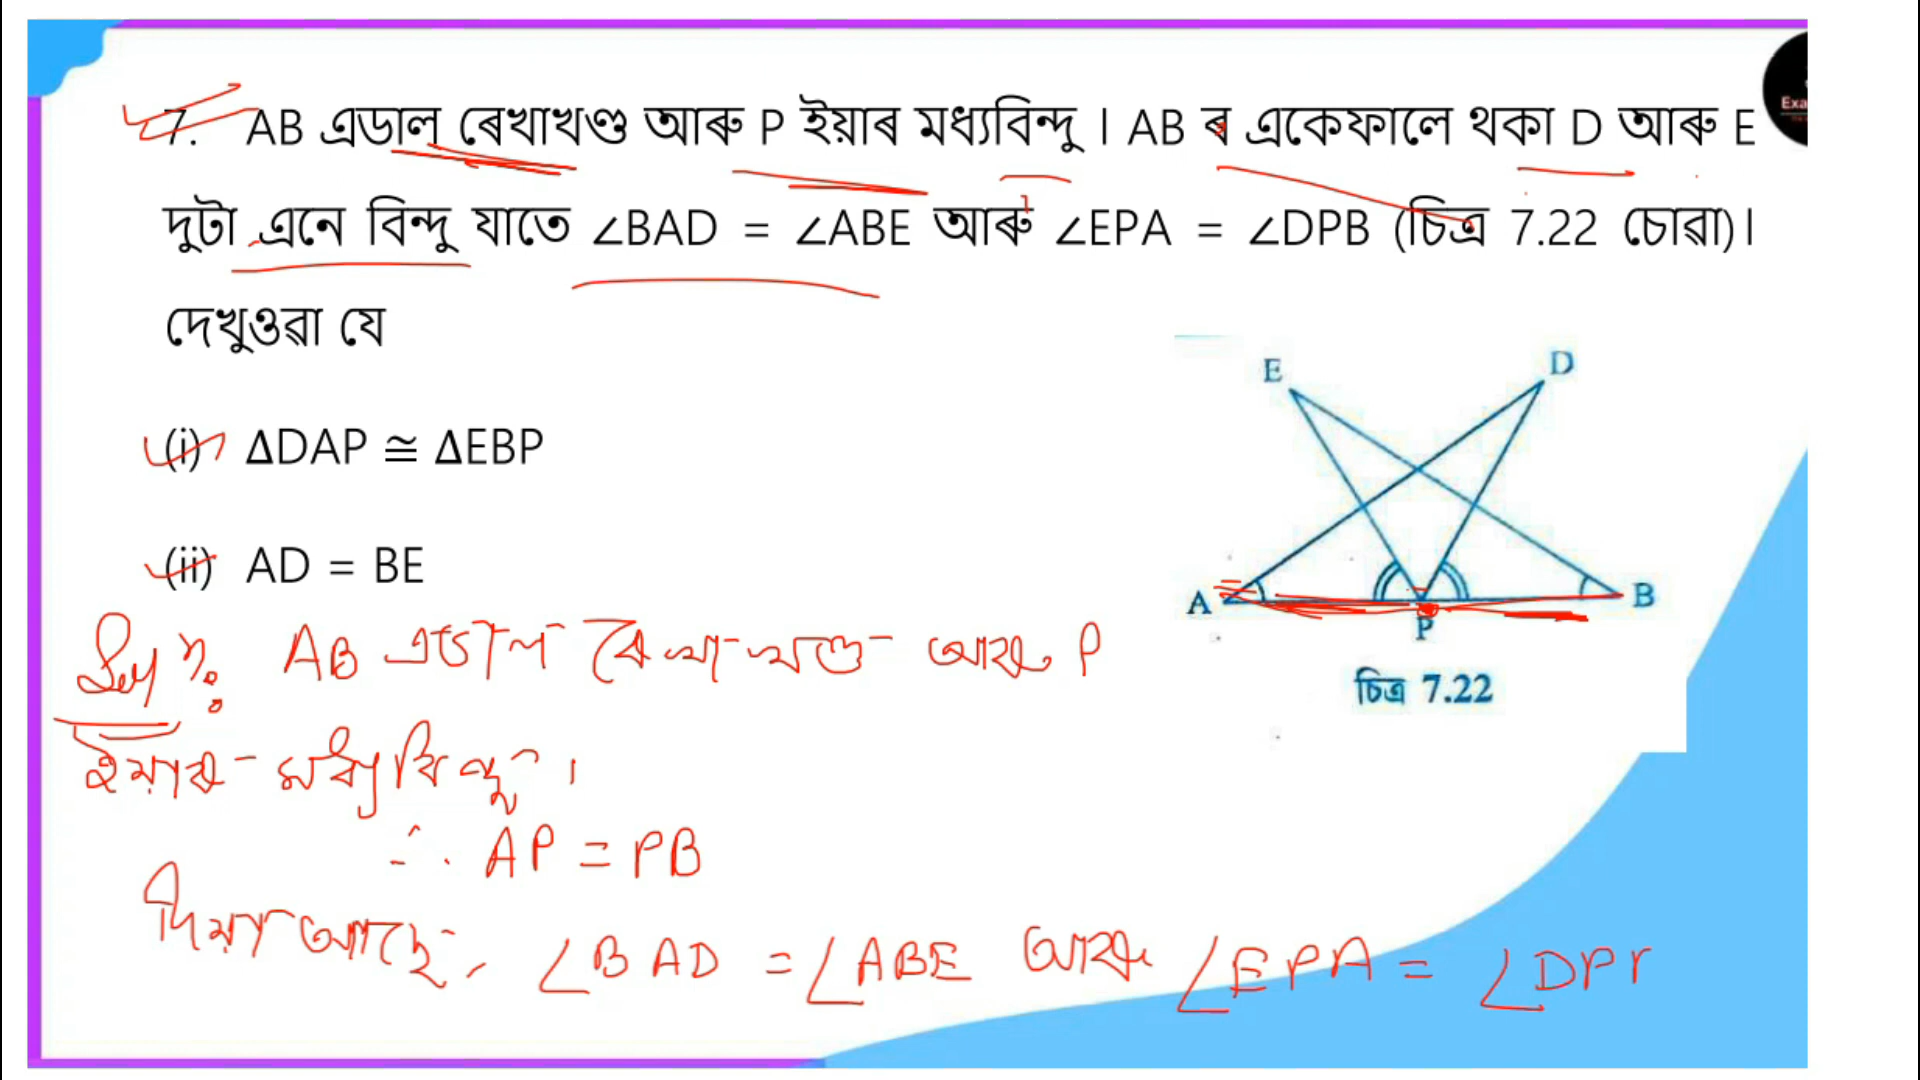 7. AB এডাল ৰেখাখণ্ড আৰু P ইয়াৰ মধ্যবিন্দু । AB ৰ একেফালে থকা D আৰু E
দুটা এনে বিন্দু যাতে ∠BAD = ∠ABE আৰু ∠EPA = ∠DPB (চিত্ৰ 7.22 চোৱা)।
দেখুওৱা যে
(i) ΔDAP ≅ ΔEBP
(ii) AD = BE
E
D
A
B
P
চিত্ৰ 7.22
Solⁿ: AB এডাল ৰেখাখণ্ড আৰু P
ইয়াৰ মধ্যবিন্দু ।
∴ AP = PB
দিয়া আছে, ∠BAD = ∠ABE আৰু ∠EPA = ∠DP